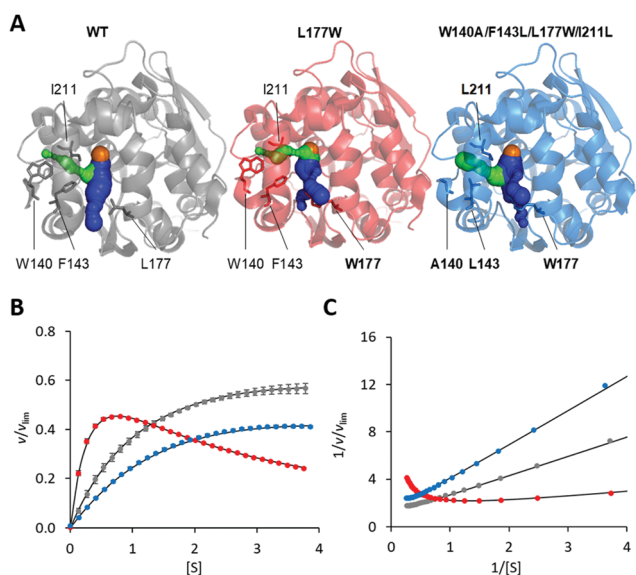 A
WT
L177W
W140A/F143L/L177W/I211L
I211
I211
L211
W140 F143 L177
W140 F143 W177
A140 L143 W177
B
C
v/vlim
0.8
0.6
0.4
0.2
0.0
0 1 2 3 4
[S]
1/v/vlim
16
12
8
4
0
0 1 2 3 4
1/[S]